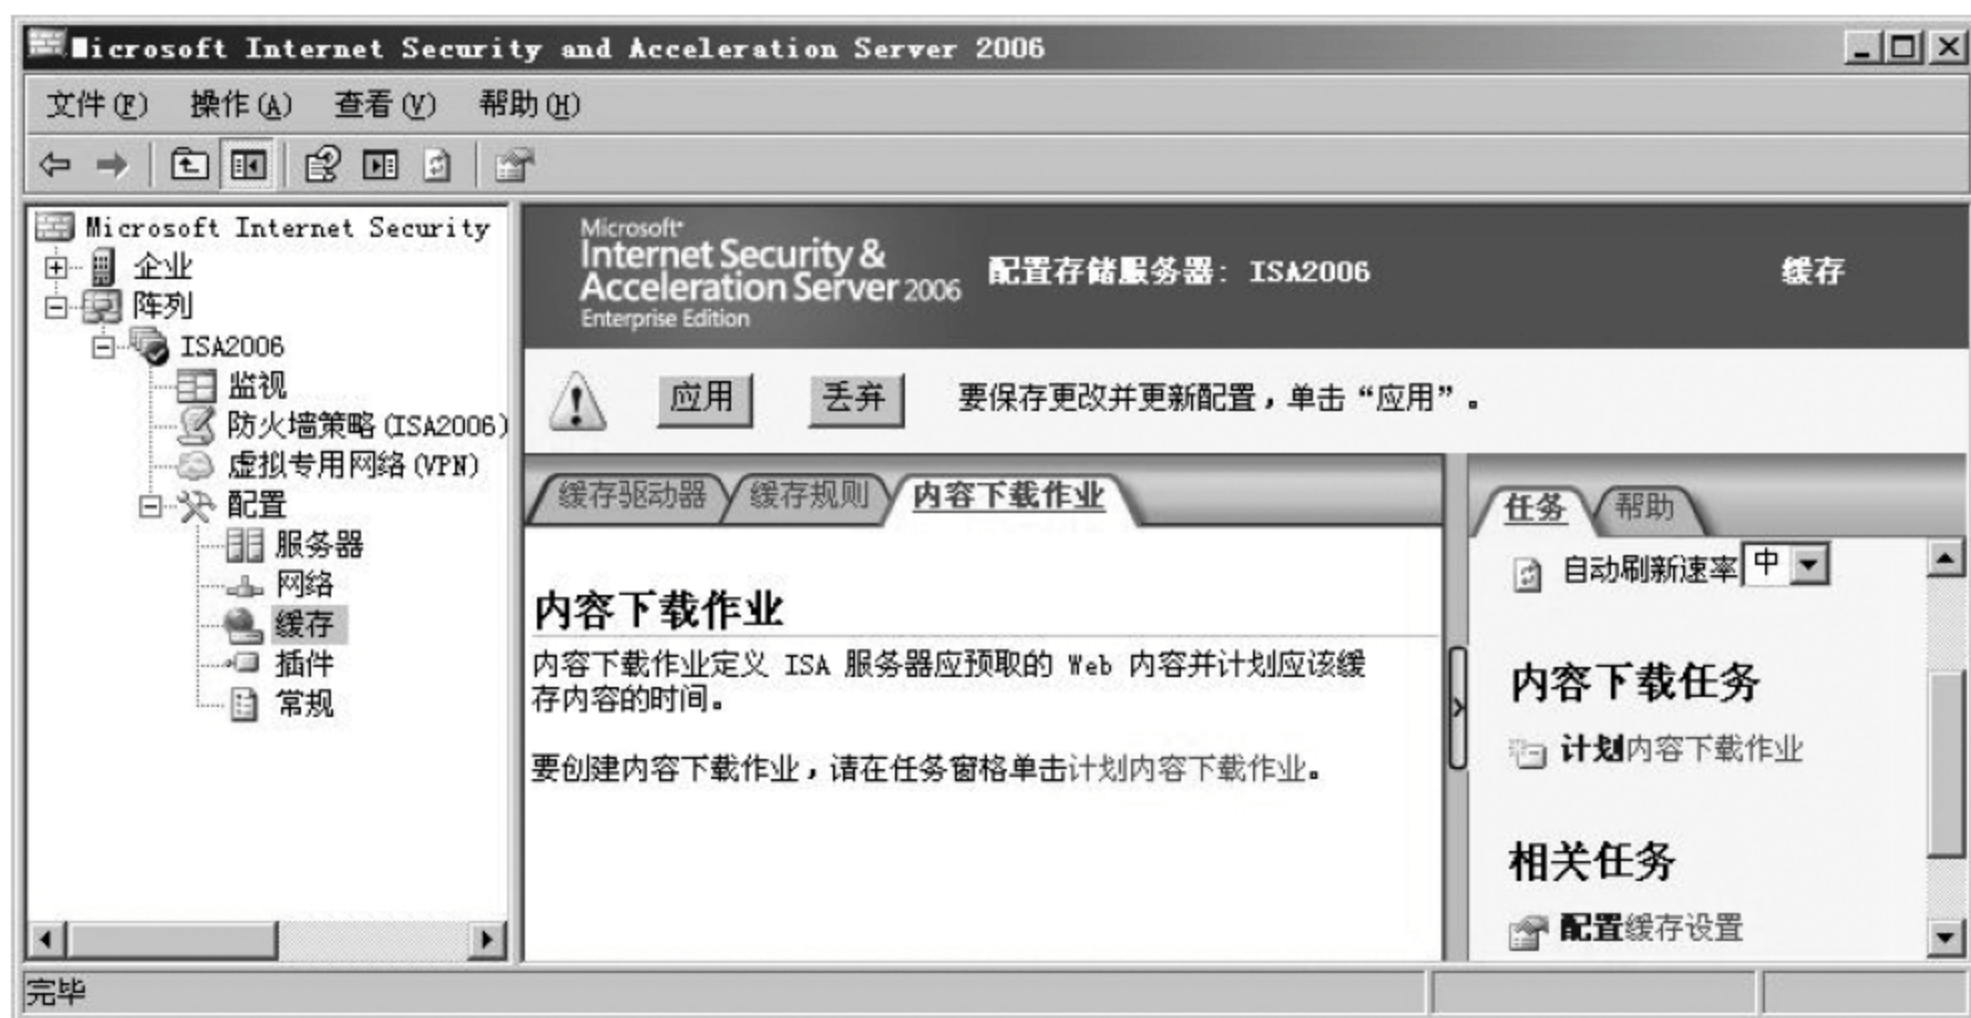 Microsoft Internet Security and Acceleration Server 2006
文件(F) 操作(A) 查看(V) 帮助(H)
Microsoft Internet Security
企业
阵列
ISA2006
监视
防火墙策略(ISA2006)
虚拟专用网络(VPN)
配置
服务器
网络
缓存
插件
常规
Microsoft
Internet Security &
Acceleration Server 2006
Enterprise Edition
配置存储服务器: ISA2006
缓存
应用 丢弃 要保存更改并更新配置，单击“应用”。
缓存驱动器 缓存规则 内容下载作业
内容下载作业
内容下载作业定义 ISA 服务器应预取的 Web 内容并计划应该缓
存内容的时间。
要创建内容下载作业，请在任务窗格单击计划内容下载作业。
任务 帮助
自动刷新速率 中
内容下载任务
计划内容下载作业
相关任务
配置缓存设置
完毕